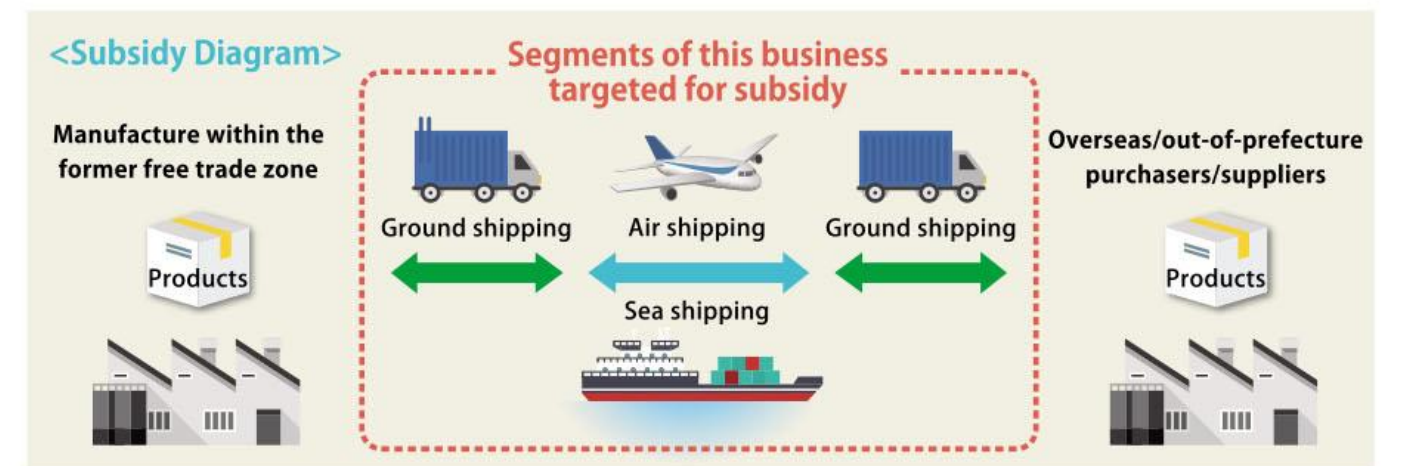 <Subsidy Diagram>
Segments of this business
targeted for subsidy
Manufacture within the
former free trade zone
Products
Ground shipping
Air shipping
Sea shipping
Ground shipping
Overseas/out-of-prefecture
purchasers/suppliers
Products